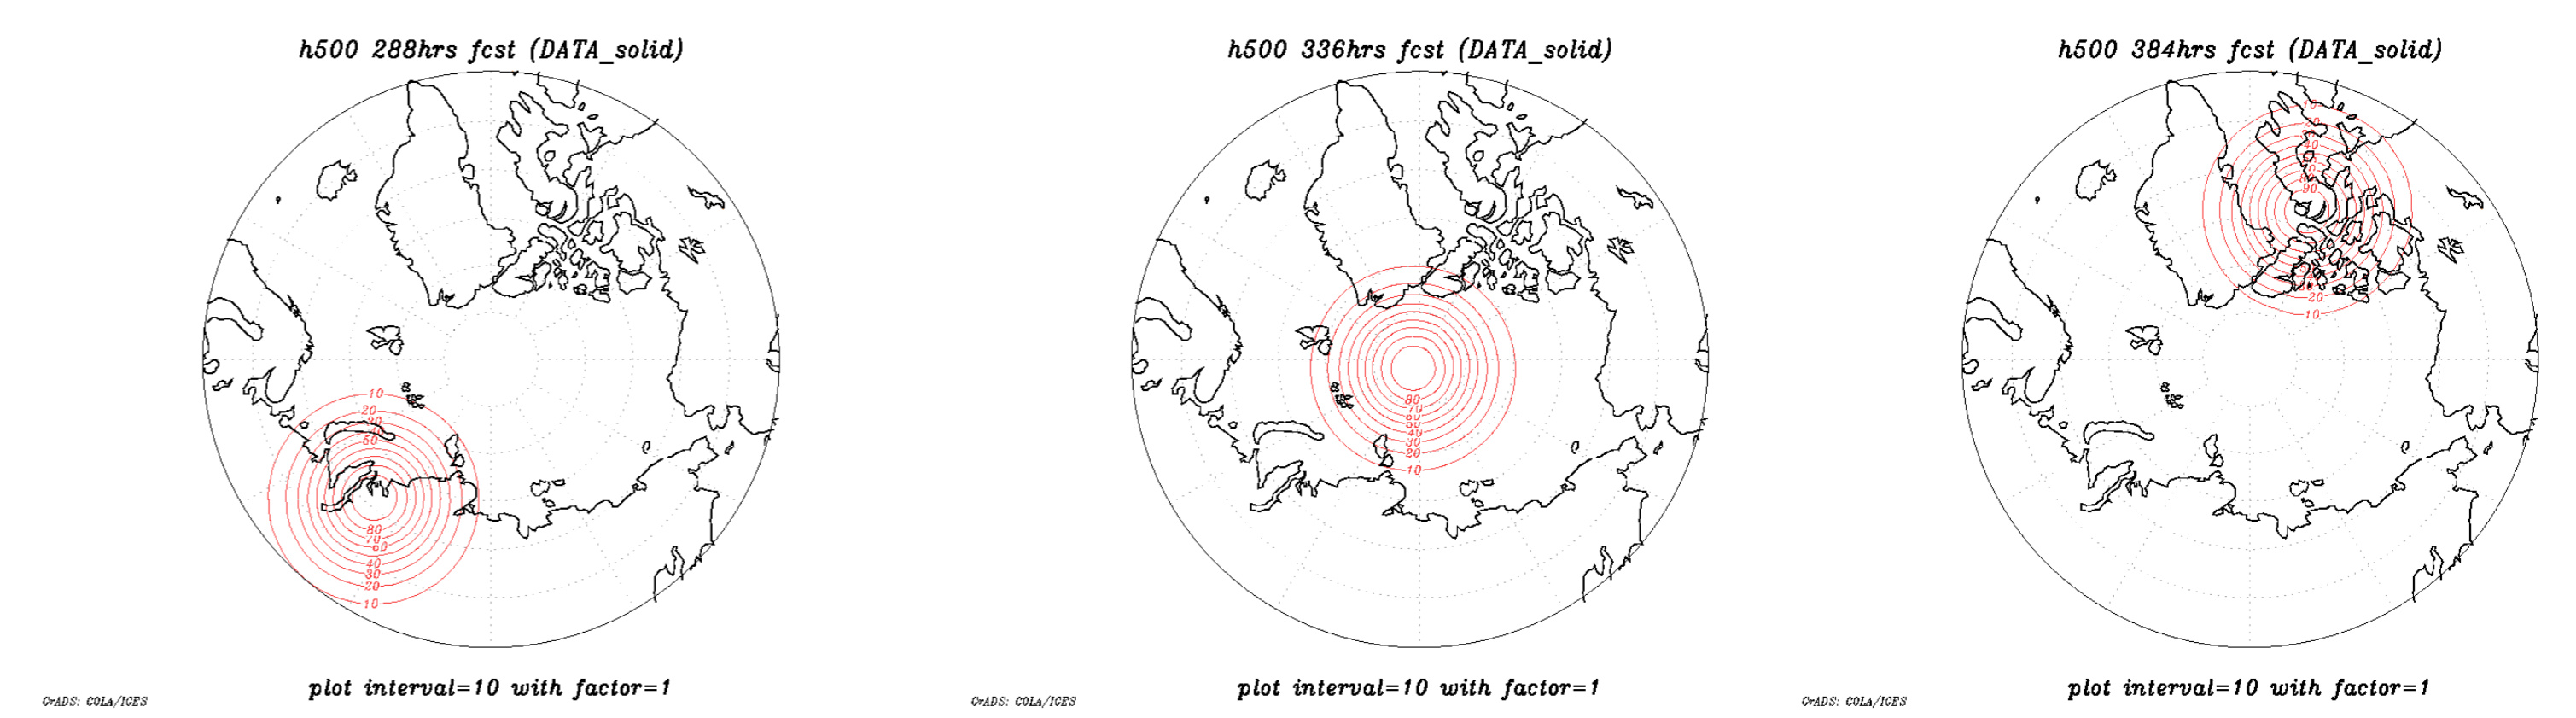 h500 288hrs fcst (DATA_solid)
h500 336hrs fcst (DATA_solid)
h500 384hrs fcst (DATA_solid)
10
20
30
50
80
70
60
40
30
20
10
80
70
60
50
40
30
20
10
10
40
90
20
10
plot interval=10 with factor=1
plot interval=10 with factor=1
plot interval=10 with factor=1
GrADS: COLA/IGES
GrADS: COLA/IGES
GrADS: COLA/IGES